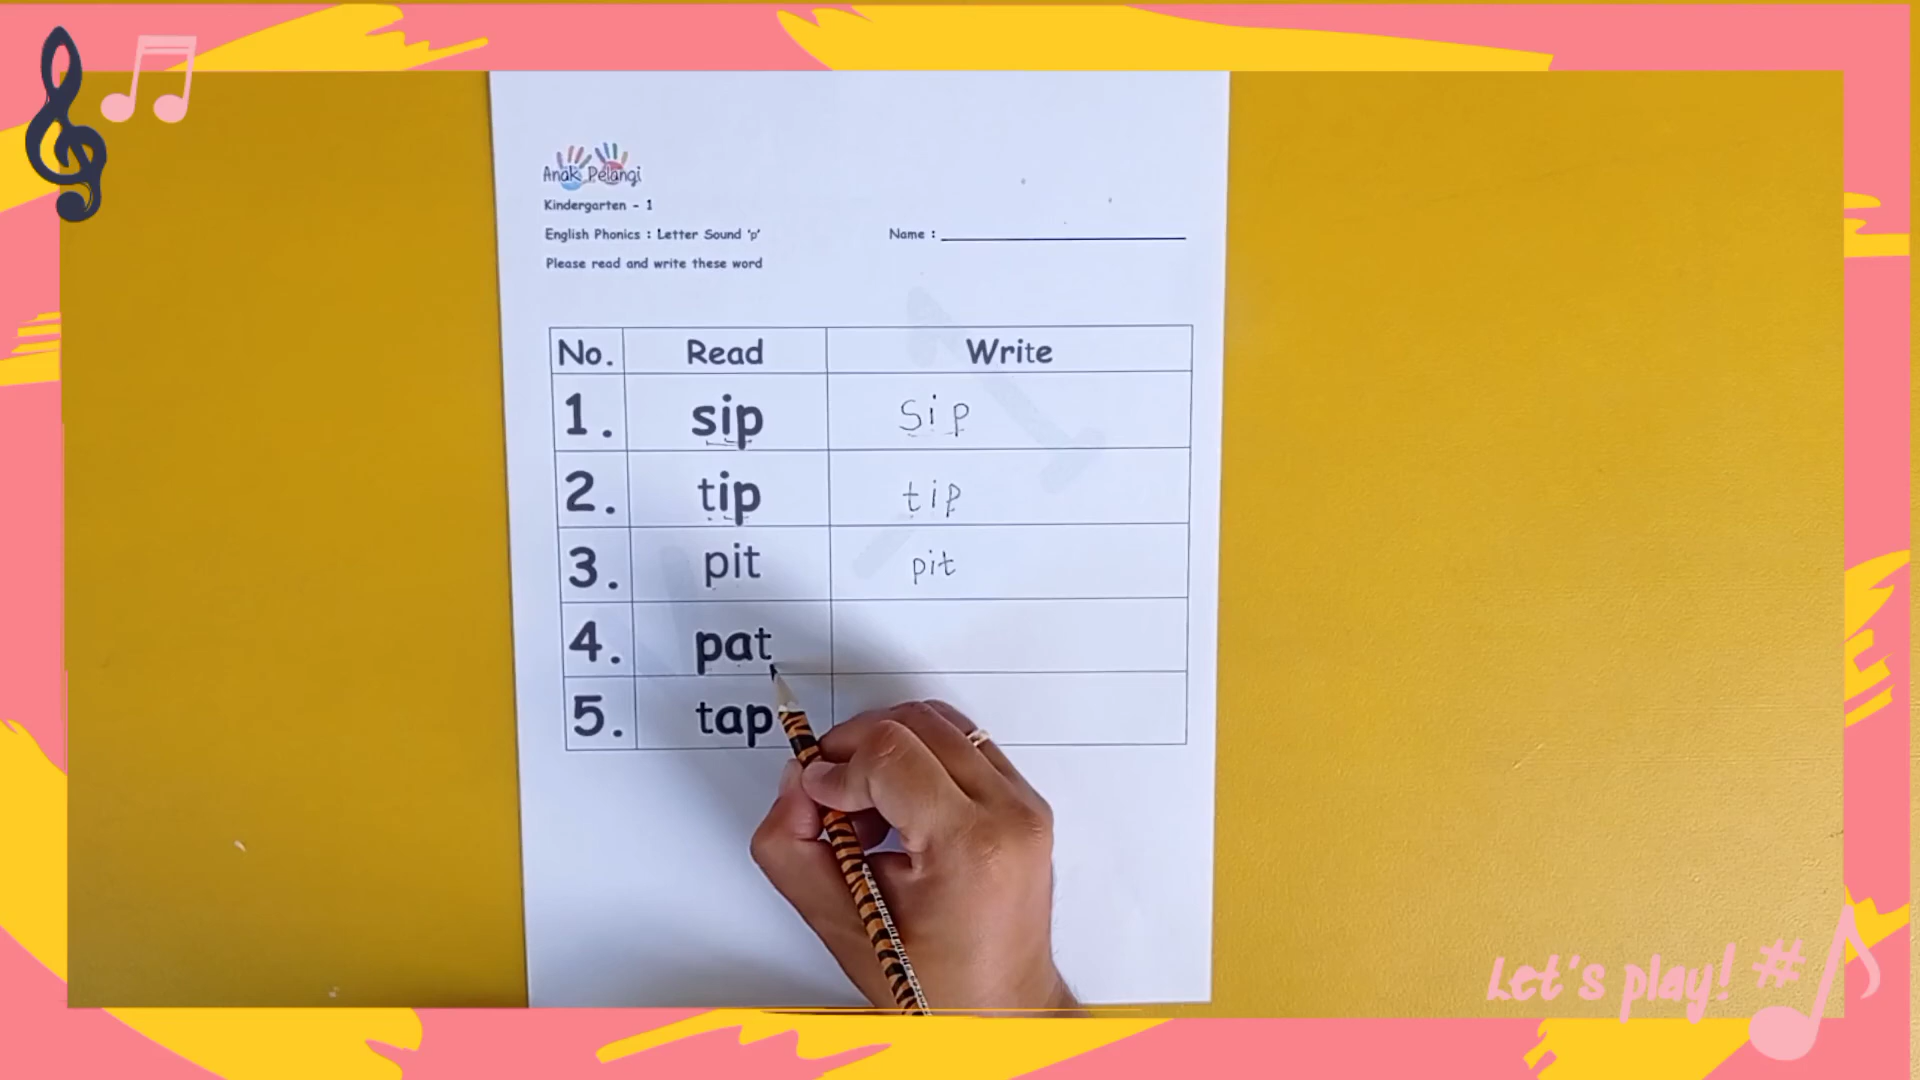 Anak Pelangi
Kindergarten - 1
English Phonics : Letter Sound 'p'
Name :
Please read and write these word
No. Read Write
1. sip sip
2. tip tip
3. pit pit
4. pat
5. tap
Let's play! #